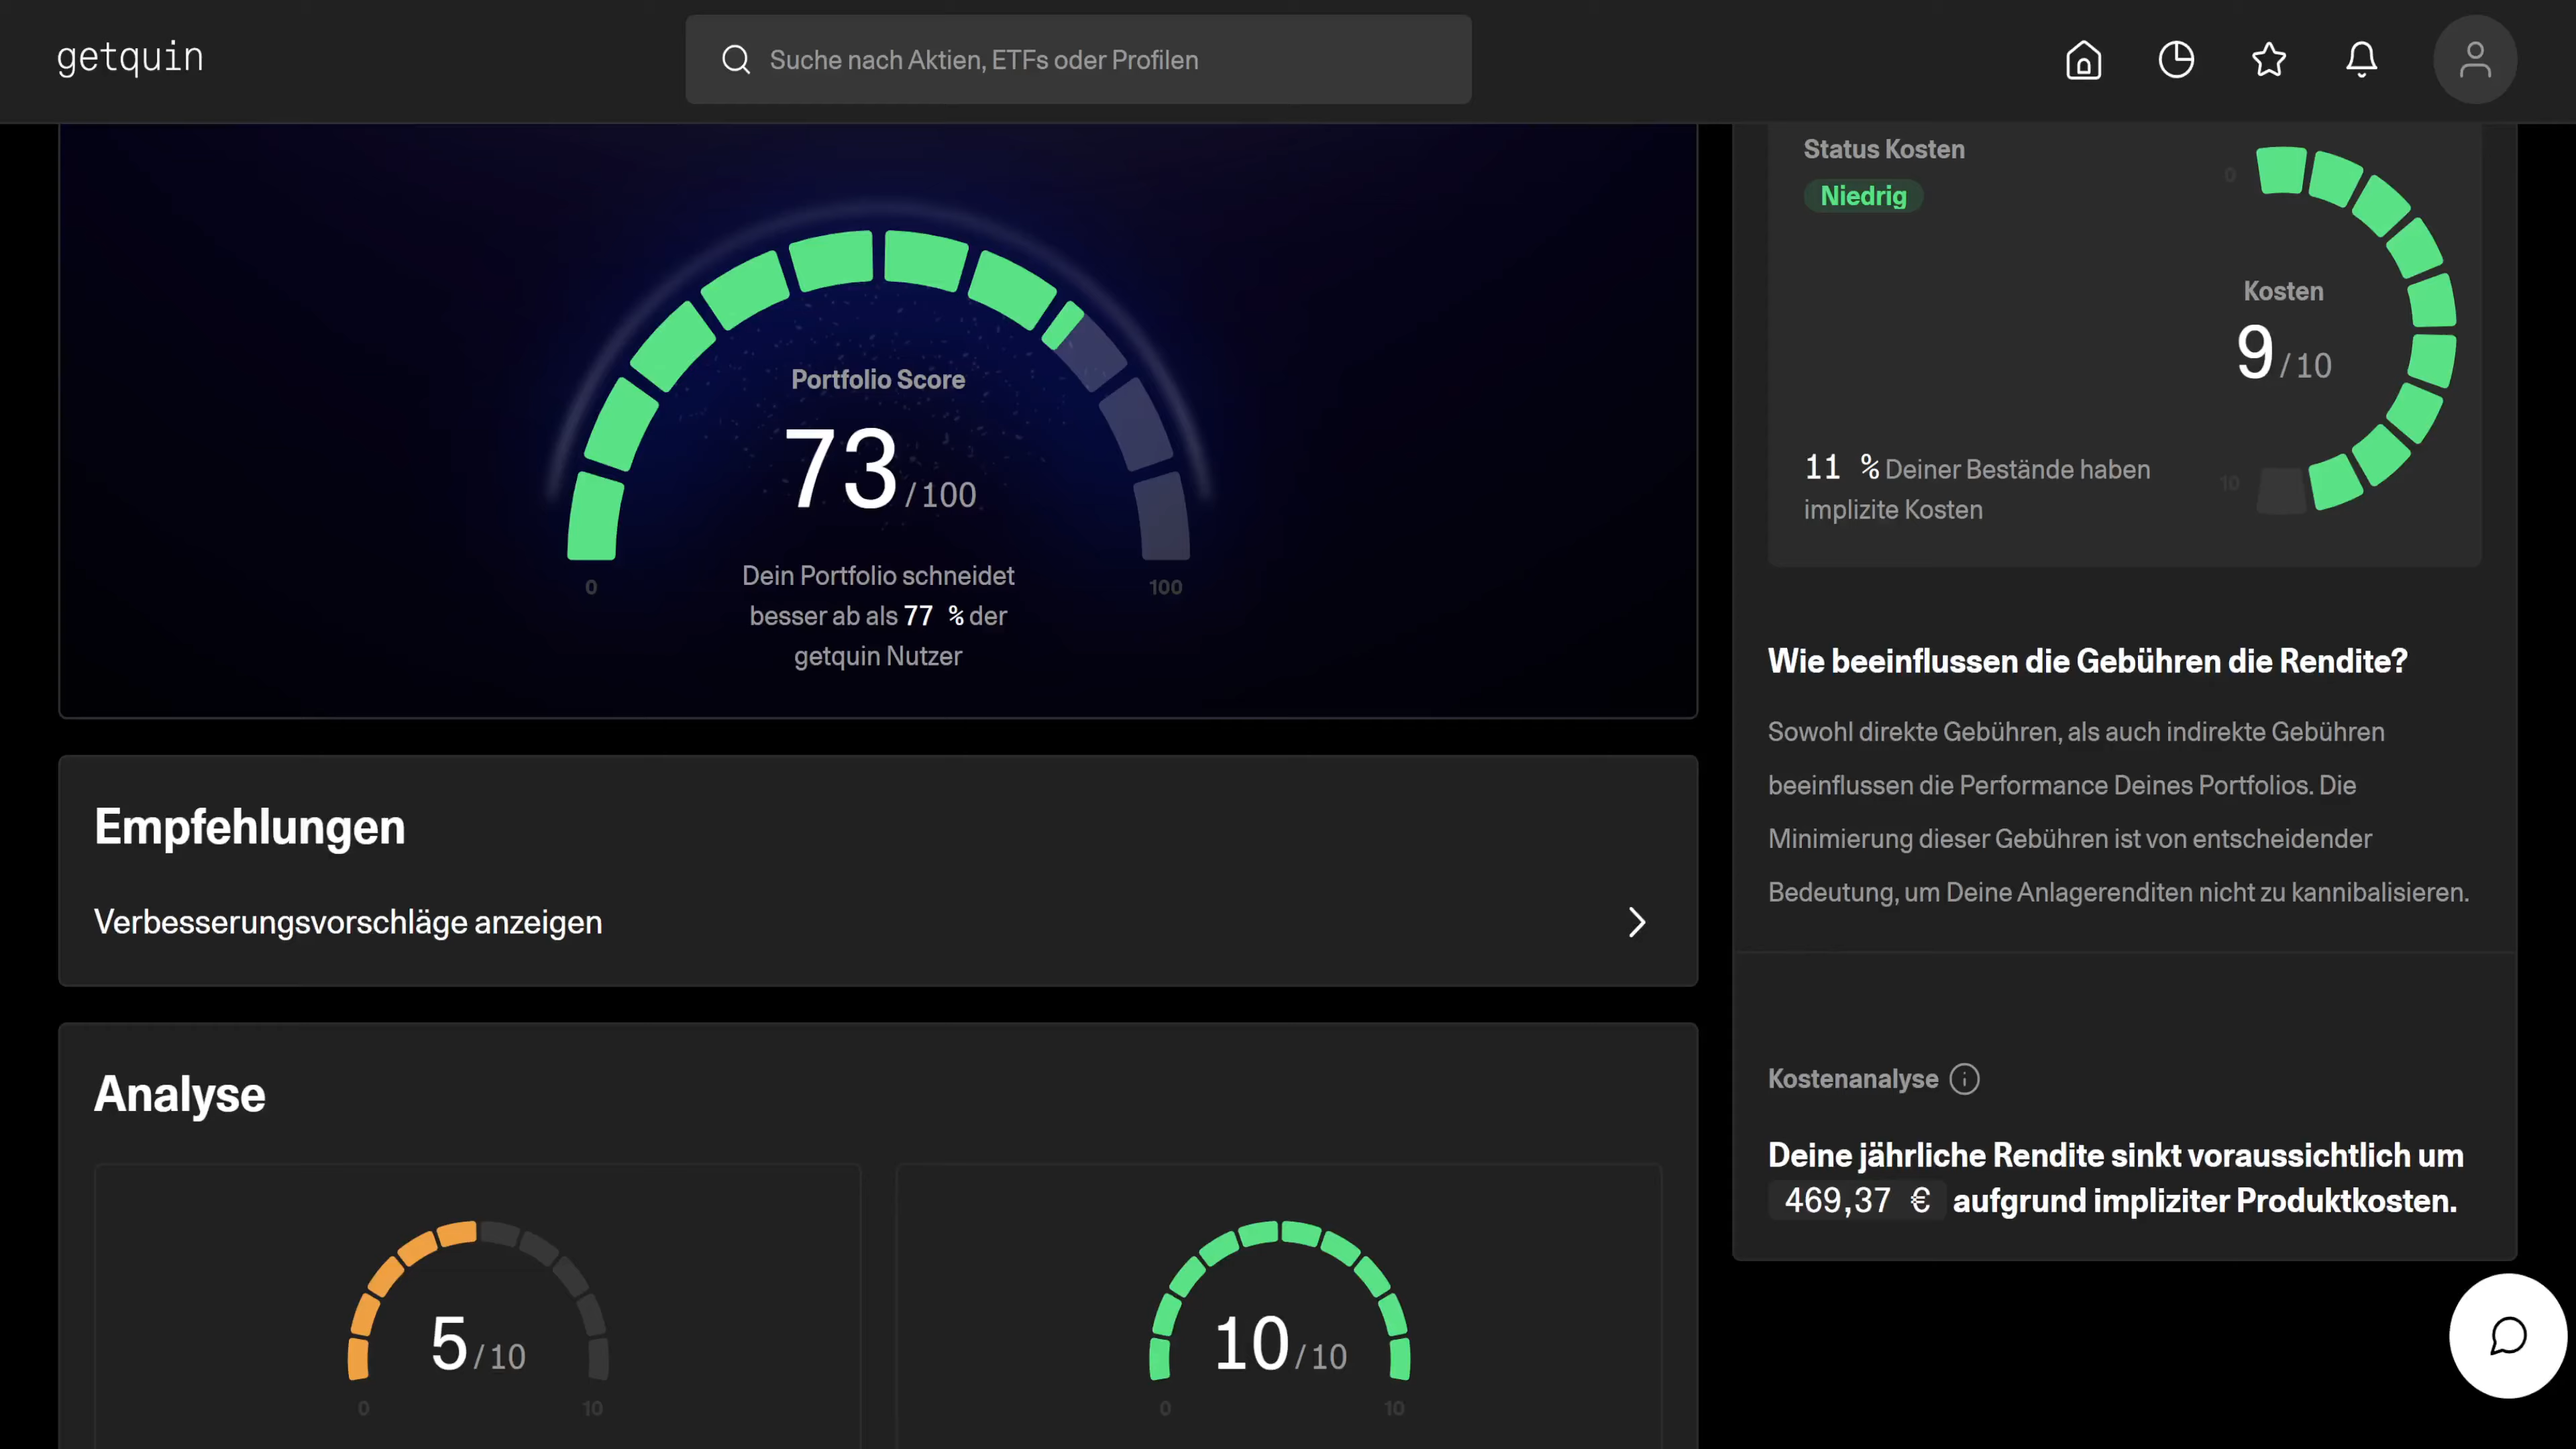 getquin
Suche nach Aktien, ETFs oder Profilen
Portfolio Score
73/100
0
100
Dein Portfolio schneidet
besser ab als 77 % der
getquin Nutzer
Empfehlungen
Verbesserungsvorschläge anzeigen
Analyse
5/10
0
10
10/10
0
10
Status Kosten
Niedrig
0
Kosten
9/10
10
11 % Deiner Bestände haben
implizite Kosten
Wie beeinflussen die Gebühren die Rendite?
Sowohl direkte Gebühren, als auch indirekte Gebühren
beeinflussen die Performance Deines Portfolios. Die
Minimierung dieser Gebühren ist von entscheidender
Bedeutung, um Deine Anlagerenditen nicht zu kannibalisieren.
Kostenanalyse
Deine jährliche Rendite sinkt voraussichtlich um
469,37 € aufgrund impliziter Produktkosten.